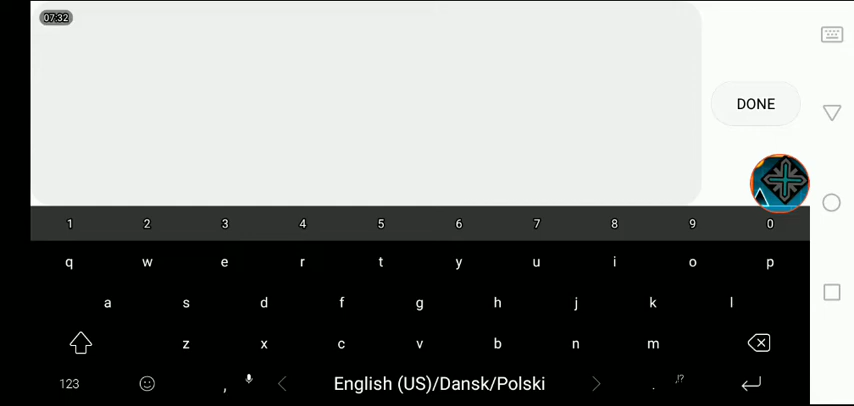 07:32
DONE
1 2 3 4 5 6 7 8 9 0
q w e r t y u i o p
a s d f g h j k l
z x c v b n m
123 , English (US)/Dansk/Polski . ,!?